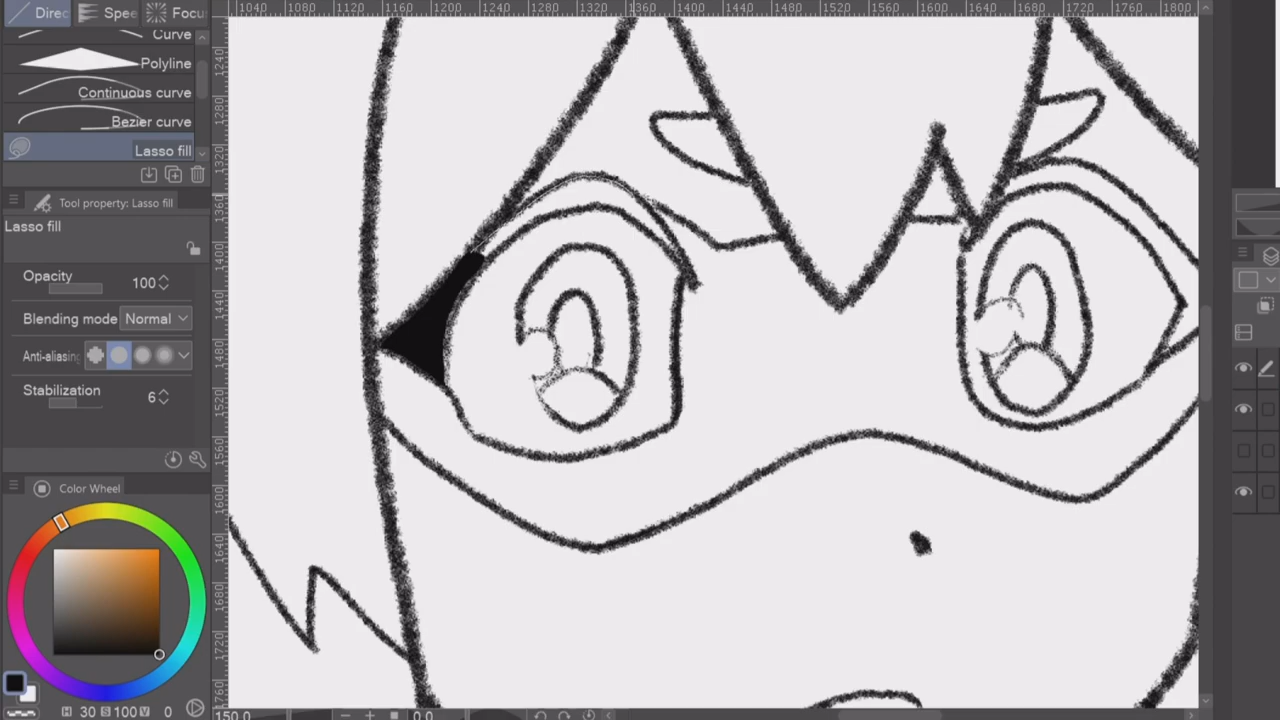 Direc Spee Focu
Curve
Polyline
Continuous curve
Bezier curve
Lasso fill
Tool property: Lasso fill
Lasso fill
Opacity 100
Blending mode Normal
Anti-aliasing
Stabilization 6
Color Wheel
H 30 S 100 V 0
1040 1080 1120 1160 1200 1240 1280 1320 1360 1400 1440 1480 1520 1560 1600 1640 1680 1720 1760 1800
1240
1280
1320
1360
1400
1440
1480
1520
1560
1600
1640
1680
1720
1760
150.0 0.0